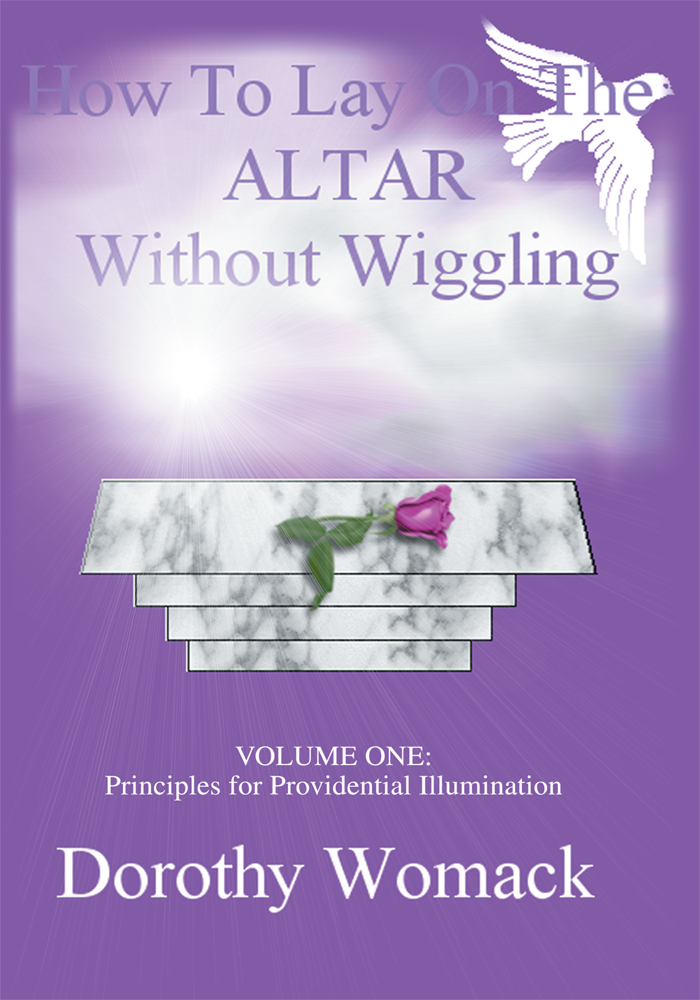 How To Lay On The
ALTAR
Without Wiggling
VOLUME ONE:
Principles for Providential Illumination
Dorothy Womack